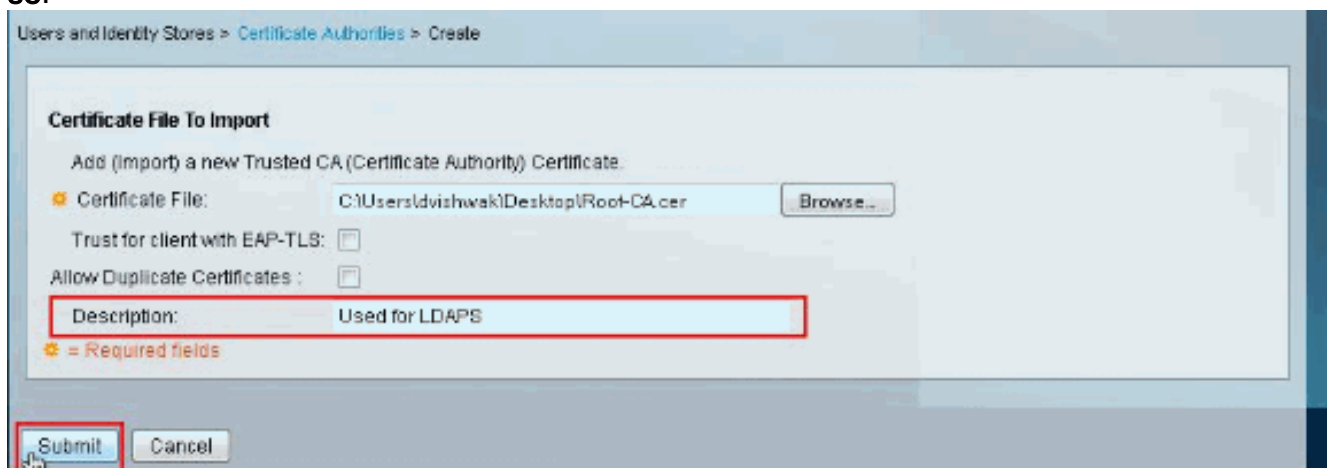 Users and Identity Stores > Certificate Authorities > Create
Certificate File To Import
Add (Import) a new Trusted CA (Certificate Authority) Certificate.
Certificate File: C:\Users\dvishwak\Desktop\Root-CA.cer Browse...
Trust for client with EAP-TLS:
Allow Duplicate Certificates :
Description: Used for LDAPS
= Required fields
Submit Cancel